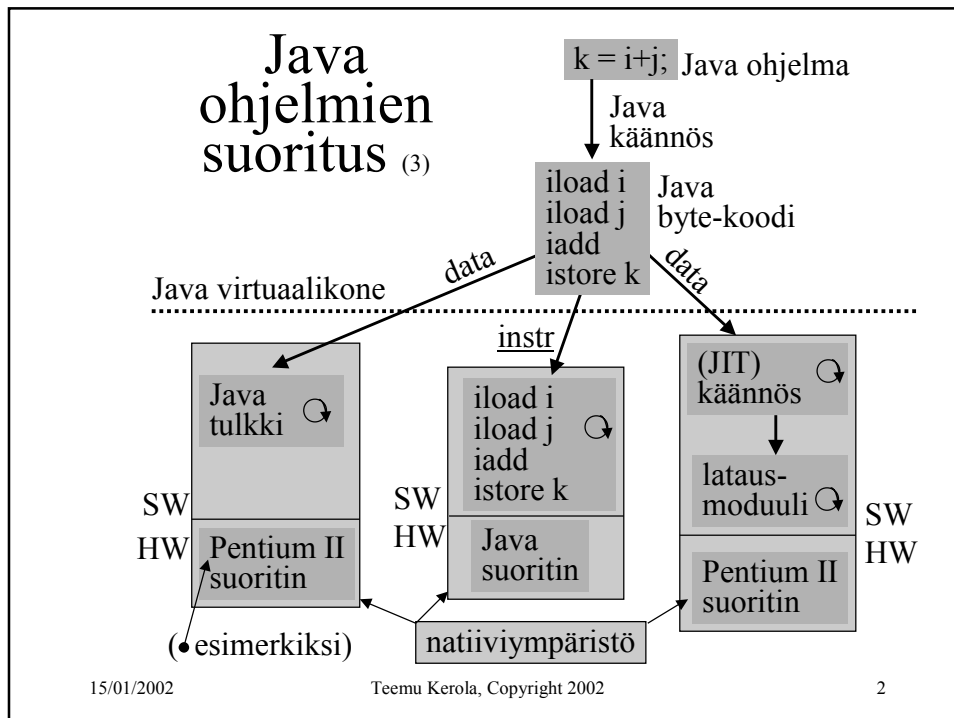 Java
ohjelmien
suoritus (3)
k = i+j;
Java ohjelma
Java
käännös
iload i
iload j
iadd
istore k
Java
byte-koodi
data
data
Java virtuaalikone
instr
Java
tulkki
SW
HW
Pentium II
suoritin
(• esimerkiksi)
iload i
iload j
iadd
istore k
SW
HW
Java
suoritin
(JIT)
käännös
lataus-
moduuli
SW
HW
Pentium II
suoritin
natiiviympäristö
15/01/2002
Teemu Kerola, Copyright 2002
2